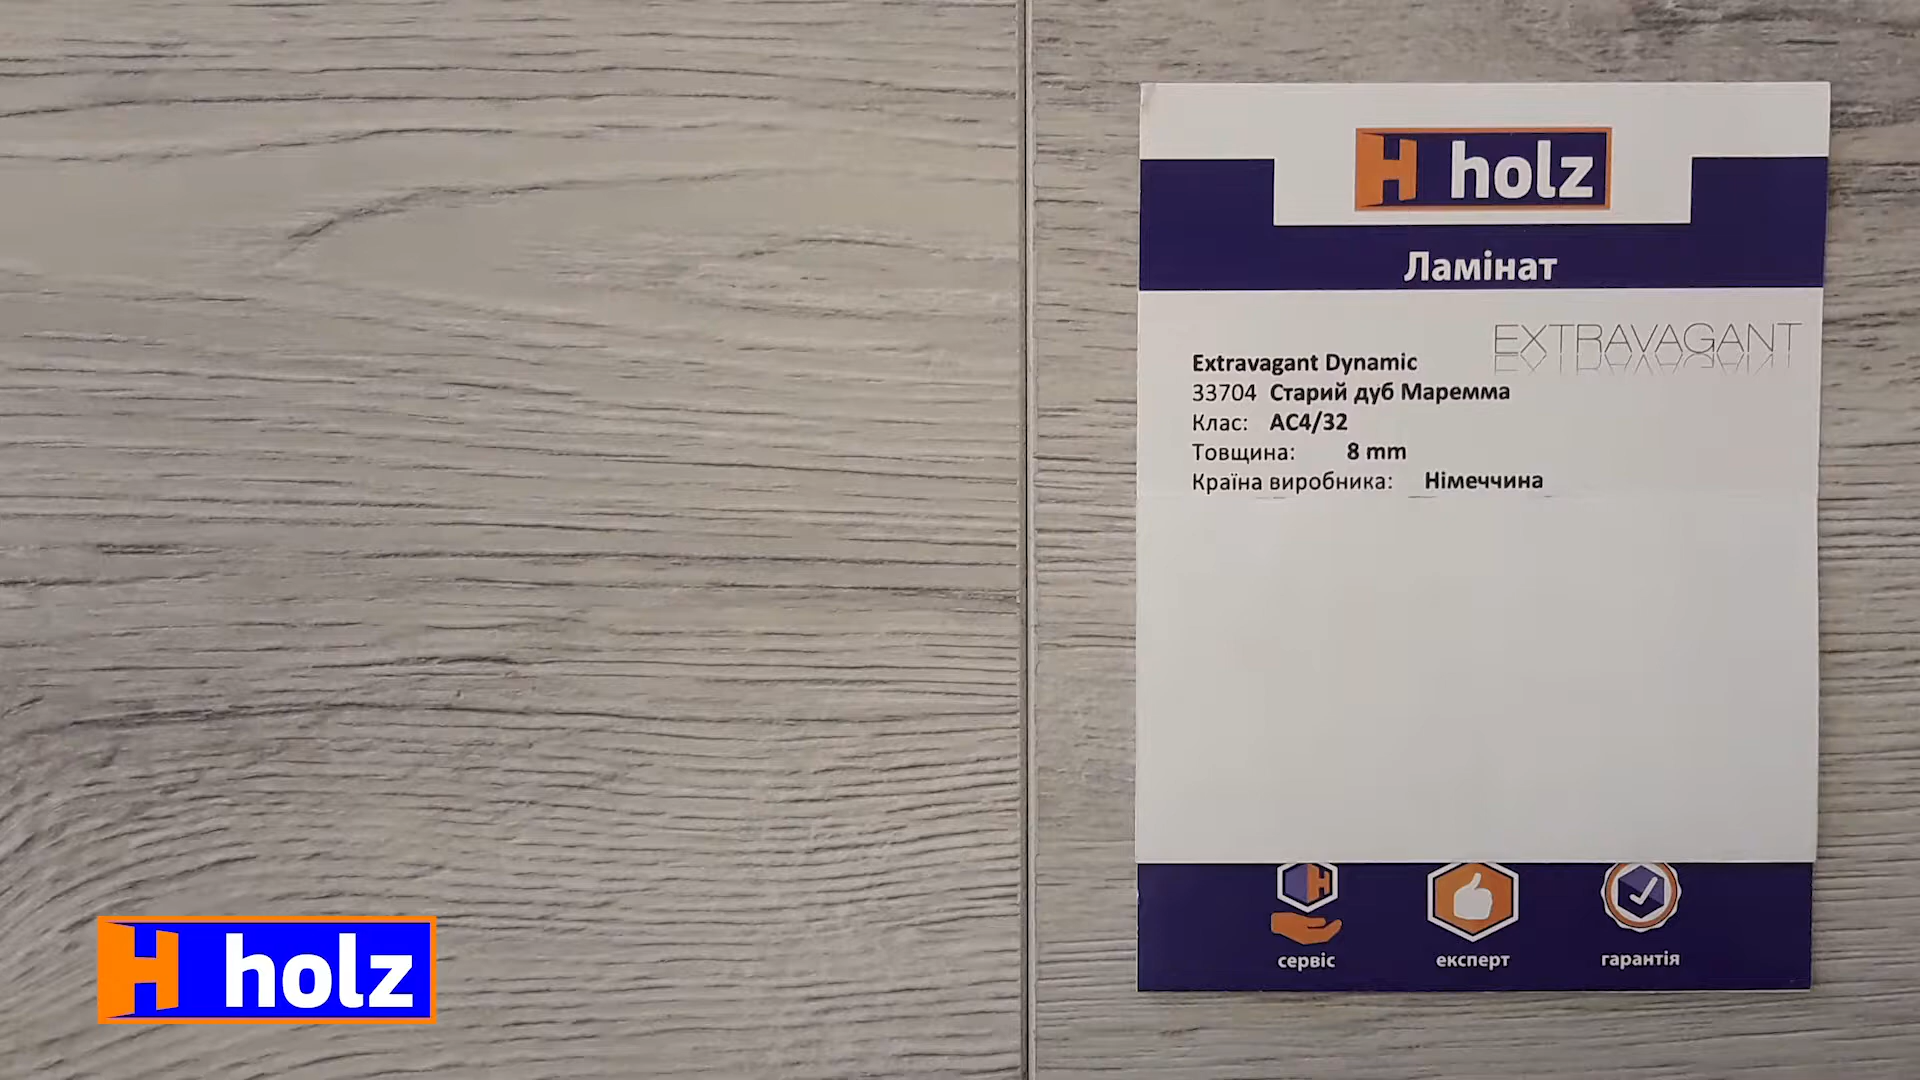 H holz
Ламінат
EXTRAVAGANT
Extravagant Dynamic
33704 Старий дуб Маремма
Клас: AC4/32
Товщина: 8 mm
Країна виробника: Німеччина
сервіс експерт гарантія
H holz